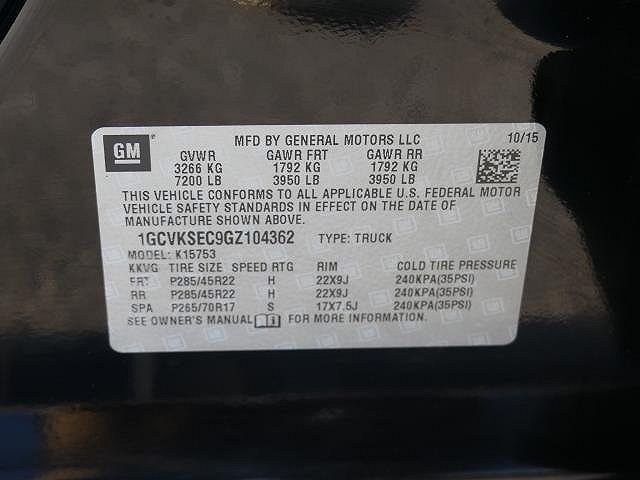 GM ® MFD BY GENERAL MOTORS LLC 10/15
GVWR GAWR FRT GAWR RR
3266 KG 1792 KG 1792 KG
7200 LB 3950 LB 3950 LB
THIS VEHICLE CONFORMS TO ALL APPLICABLE U.S. FEDERAL MOTOR
VEHICLE SAFETY STANDARDS IN EFFECT ON THE DATE OF
MANUFACTURE SHOWN ABOVE.
1GCVKSEC9GZ104362 TYPE: TRUCK
MODEL: K15753
KKVG TIRE SIZE SPEED RTG RIM COLD TIRE PRESSURE
FRT P285/45R22 H 22X9J 240KPA(35PSI)
RR P285/45R22 H 22X9J 240KPA(35PSI)
SPA P265/70R17 S 17X7.5J 240KPA(35PSI)
SEE OWNER'S MANUAL FOR MORE INFORMATION.